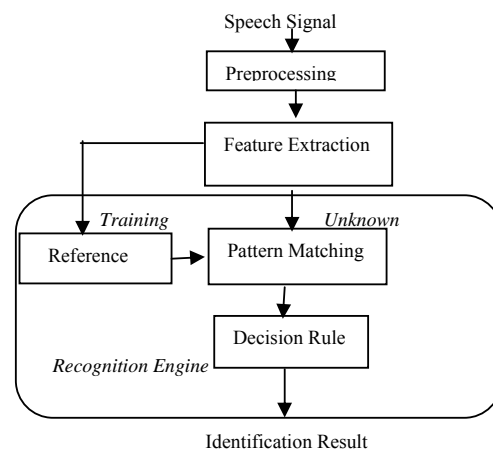 Speech Signal
Preprocessing
Feature Extraction
Training
Unknown
Reference
Pattern Matching
Decision Rule
Recognition Engine
Identification Result